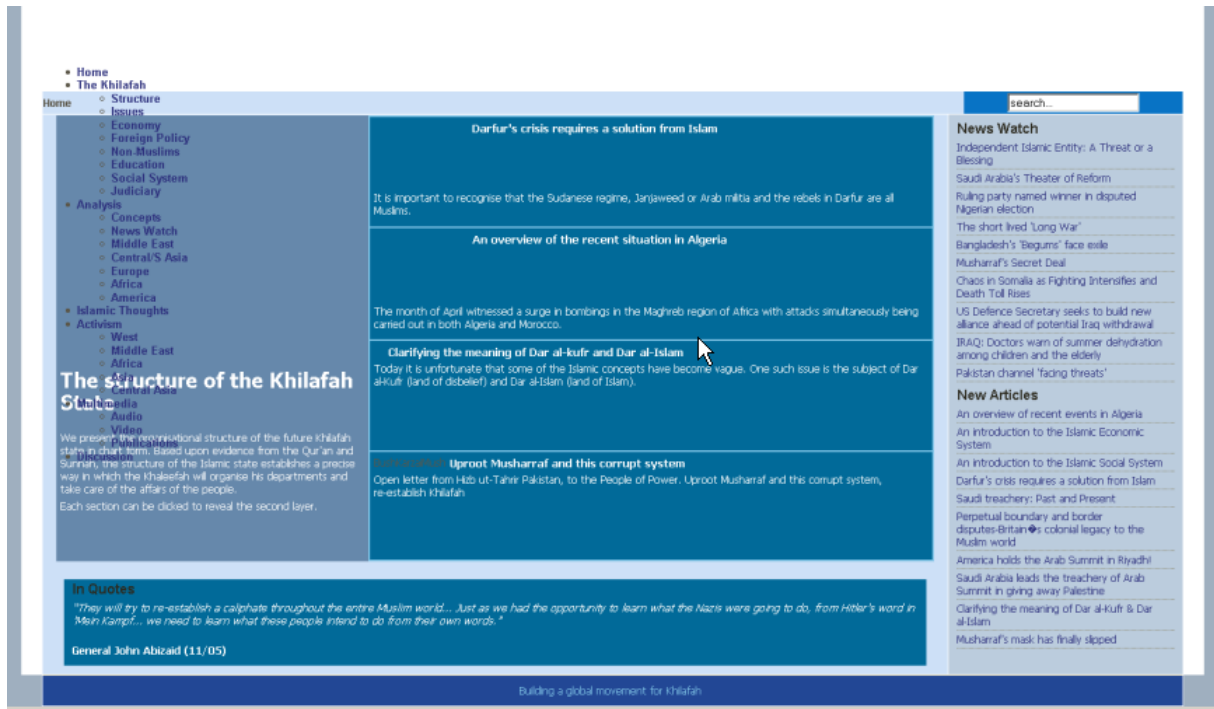 Home
The Khilafah
Structure
Issues
Economy
Foreign Policy
Non-Muslims
Education
Social System
Judiciary
Analysis
Concepts
News Watch
Middle East
Central/S Asia
Europe
Africa
America
Islamic Thoughts
Activism
West
Middle East
Africa
Asia
Central Asia
Multimedia
Audio
Video
Publications
Discussion
Home
search...
The structure of the Khilafah
State
We present the organisational structure of the future Khilafah
state in chart form. Based upon evidence from the Qur'an and
Sunnah, the structure of the Islamic state establishes a precise
way in which the Khaleefah will organise his departments and
take care of the affairs of the people.
Each section can be clicked to reveal the second layer.
Darfur's crisis requires a solution from Islam
It is important to recognise that the Sudanese regime, Janjaweed or Arab militia and the rebels in Darfur are all
Muslims.
An overview of the recent situation in Algeria
The month of April witnessed a surge in bombings in the Maghreb region of Africa with attacks simultaneously being
carried out in both Algeria and Morocco.
Clarifying the meaning of Dar al-kufr and Dar al-Islam
Today it is unfortunate that some of the Islamic concepts have become vague. One such issue is the subject of Dar
al-Kufr (land of disbelief) and Dar al-Islam (land of Islam).
Uproot Musharraf and this corrupt system
Open letter from Hizb ut-Tahrir Pakistan, to the People of Power. Uproot Musharraf and this corrupt system,
re-establish Khilafah
In Quotes
"They will try to re-establish a caliphate throughout the entire Muslim world... Just as we had the opportunity to learn what the Nazis were going to do, from Hitler's word in
'Mein Kampf... we need to learn what these people intend to do from their own words."
General John Abizaid (11/05)
News Watch
Independent Islamic Entity: A Threat or a
Blessing
Saudi Arabia's Theater of Reform
Ruling party named winner in disputed
Nigerian election
The short lived 'Long War'
Bangladesh's 'Begums' face exile
Musharraf's Secret Deal
Chaos in Somalia as Fighting Intensifies and
Death Toll Rises
US Defence Secretary seeks to build new
alliance ahead of potential Iraq withdrawal
IRAQ: Doctors warn of summer dehydration
among children and the elderly
Pakistan channel 'facing threats'
New Articles
An overview of recent events in Algeria
An introduction to the Islamic Economic
System
An introduction to the Islamic Social System
Darfur's crisis requires a solution from Islam
Saudi treachery: Past and Present
Perpetual boundary and border
disputes-Britain�s colonial legacy to the
Muslim world
America holds the Arab Summit in Riyadh!
Saudi Arabia leads the treachery of Arab
Summit in giving away Palestine
Clarifying the meaning of Dar al-Kufr & Dar
al-Islam
Musharraf's mask has finally slipped
Building a global movement for Khilafah